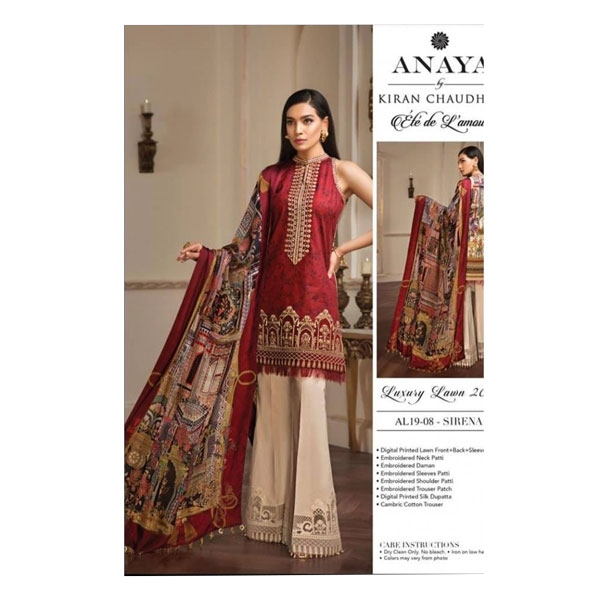 ANAYA
by
KIRAN CHAUDH
Été de L'amou
Luxury Lawn 20
AL19-08 - SIRENA
• Digital Printed Lawn Front+Back+Sleev
• Embroidered Neck Patti
• Embroidered Daman
• Embroidered Sleeves Patti
• Embroidered Shoulder Patti
• Embroidered Trouser Patch
• Digital Printed Silk Dupatta
• Cambric Cotton Trouser
CARE INSTRUCTIONS
• Dry Clean Only. No bleach. • Iron on low he
• Colors may vary from photo